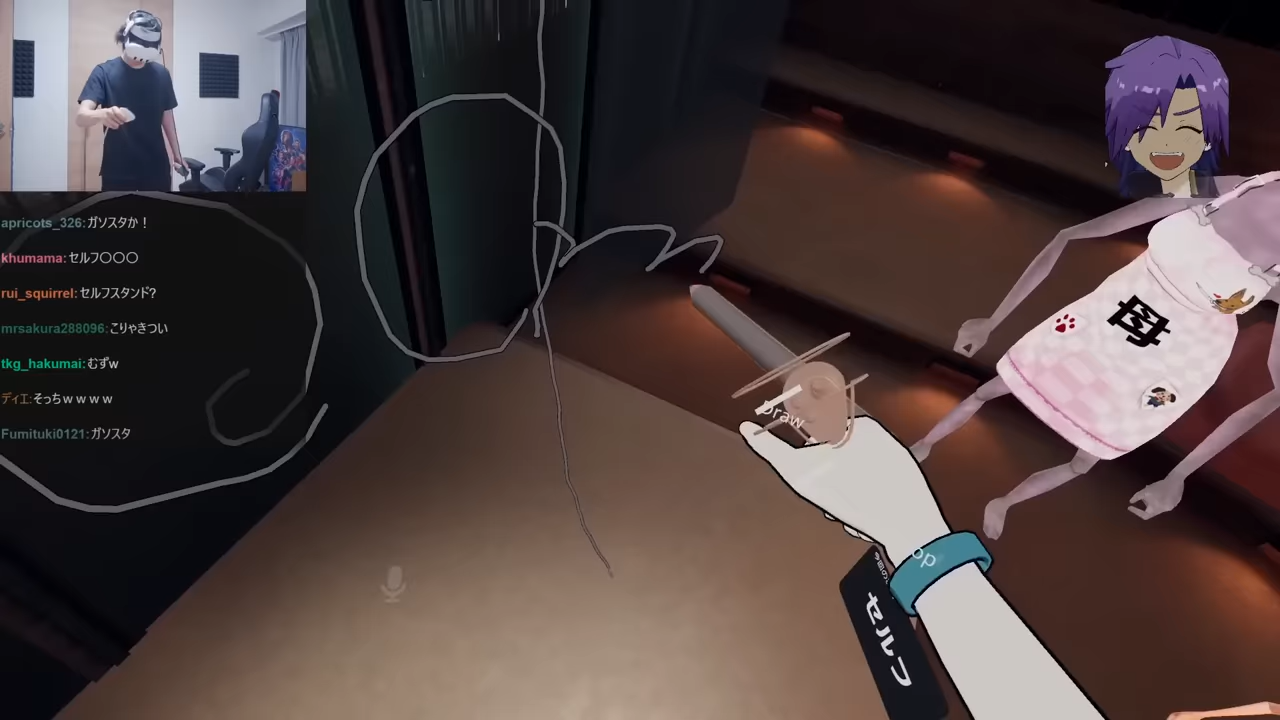 apricots_326:ガソスタか！
khumama:セルフ〇〇〇
rui_squirrel:セルフスタンド?
mrsakura288096:こりゃきつい
tkg_hakumai:むずw
ディエ:そっちｗｗｗｗ
Fumituki0121:ガソスタ
母
Draw
op
セルフ